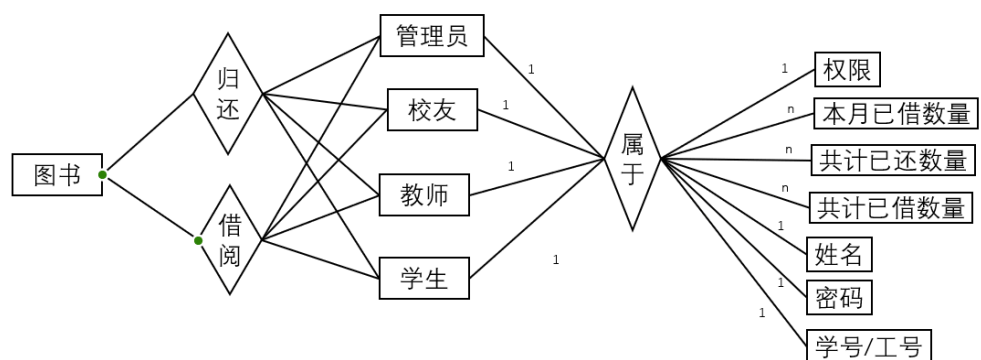 图书
归
还
借
阅
管理员
校友
教师
学生
1
1
1
1
属
于
1
n
n
n
1
1
1
权限
本月已借数量
共计已还数量
共计已借数量
姓名
密码
学号/工号